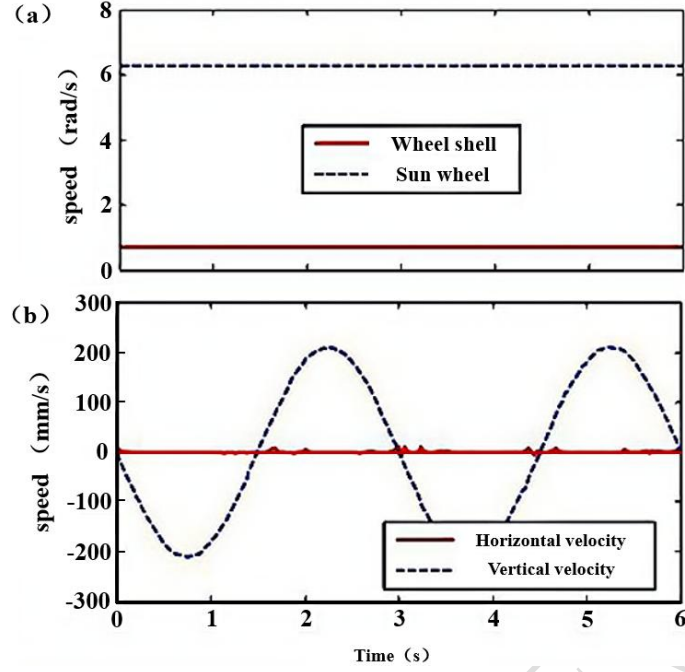 （a）
8
6
4
2
0
speed（rad/s）
Wheel shell
Sun wheel
（b）
300
200
100
0
-100
-200
-300
speed（mm/s）
Horizontal velocity
Vertical velocity
0 1 2 3 4 5 6
Time（s）